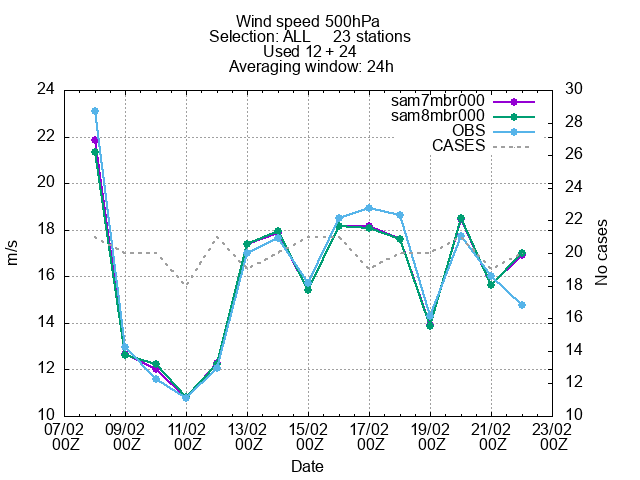 Wind speed 500hPa
Selection: ALL 23 stations
Used 12 + 24
Averaging window: 24h
24 30
28
22
26
20
24
22
18
20
16
18
14
16
14
12
12
10 10
m/s
No cases
sam7mbr000
sam8mbr000
OBS
CASES
07/02 09/02 11/02 13/02 15/02 17/02 19/02 21/02 23/02
00Z 00Z 00Z 00Z 00Z 00Z 00Z 00Z 00Z
Date